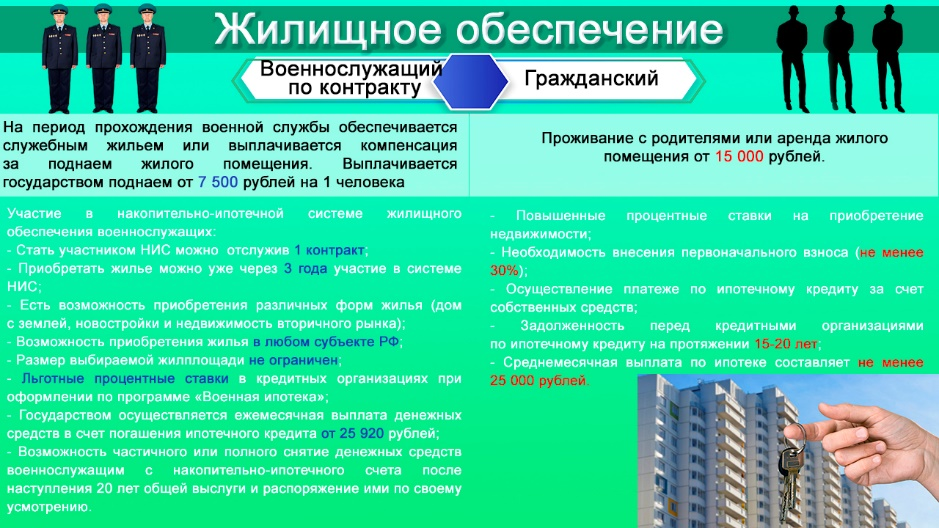 Жилищное обеспечение
Военнослужащий
по контракту
Гражданский
На период прохождения военной службы обеспечивается
служебным жильем или выплачивается компенсация
за поднаем жилого помещения. Выплачивается
государством поднаем от 7 500 рублей на 1 человека
Проживание с родителями или аренда жилого
помещения от 15 000 рублей.
Участие в накопительно-ипотечной системе жилищного
обеспечения военнослужащих:
- Стать участником НИС можно отслужив 1 контракт;
- Приобретать жилье можно уже через 3 года участие в системе
НИС;
- Есть возможность приобретения различных форм жилья (дом
с землей, новостройки и недвижимость вторичного рынка);
- Возможность приобретения жилья в любом субъекте РФ;
- Размер выбираемой жилплощади не ограничен;
- Льготные процентные ставки в кредитных организациях при
оформлении по программе «Военная ипотека»;
- Государством осуществляется ежемесячная выплата денежных
средств в счет погашения ипотечного кредита от 25 920 рублей;
- Возможность частичного или полного снятие денежных средств
военнослужащим с накопительно-ипотечного счета после
наступления 20 лет общей выслуги и распоряжение ими по своему
усмотрению.
- Повышенные процентные ставки на приобретение
недвижимости;
- Необходимость внесения первоначального взноса (не менее
30%);
- Осуществление платеже по ипотечному кредиту за счет
собственных средств;
- Задолженность перед кредитными организациями
по ипотечному кредиту на протяжении 15-20 лет;
- Среднемесячная выплата по ипотеке составляет не менее
25 000 рублей.